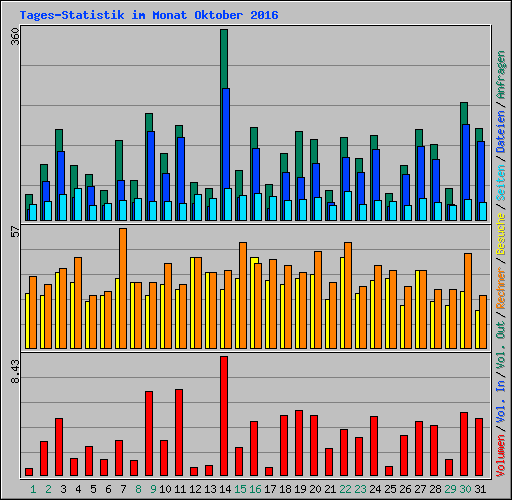 Tages-Statistik im Monat Oktober 2016
360
57
8.43
Volumen / Vol. In / Vol. Out / Rechner / Besuche / Seiten / Dateien / Anfragen
1 2 3 4 5 6 7 8 9 10 11 12 13 14 15 16 17 18 19 20 21 22 23 24 25 26 27 28 29 30 31